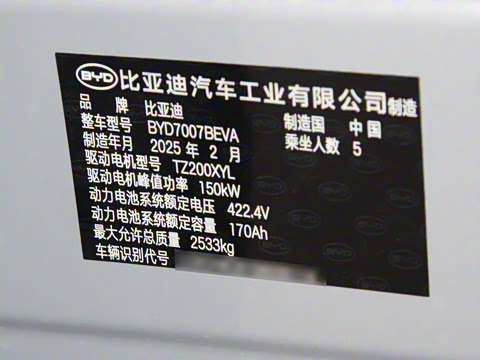 BYD 比亚迪汽车工业有限公司制造
品 牌 比亚迪 制造国 中国
整车型号 BYD7007BEVA 乘坐人数 5
制造年月 2025 年 2 月
驱动电机型号 TZ200XYL
驱动电机峰值功率 150kW
动力电池系统额定电压 422.4V
动力电池系统额定容量 170Ah
最大允许总质量 2533kg
车辆识别代号